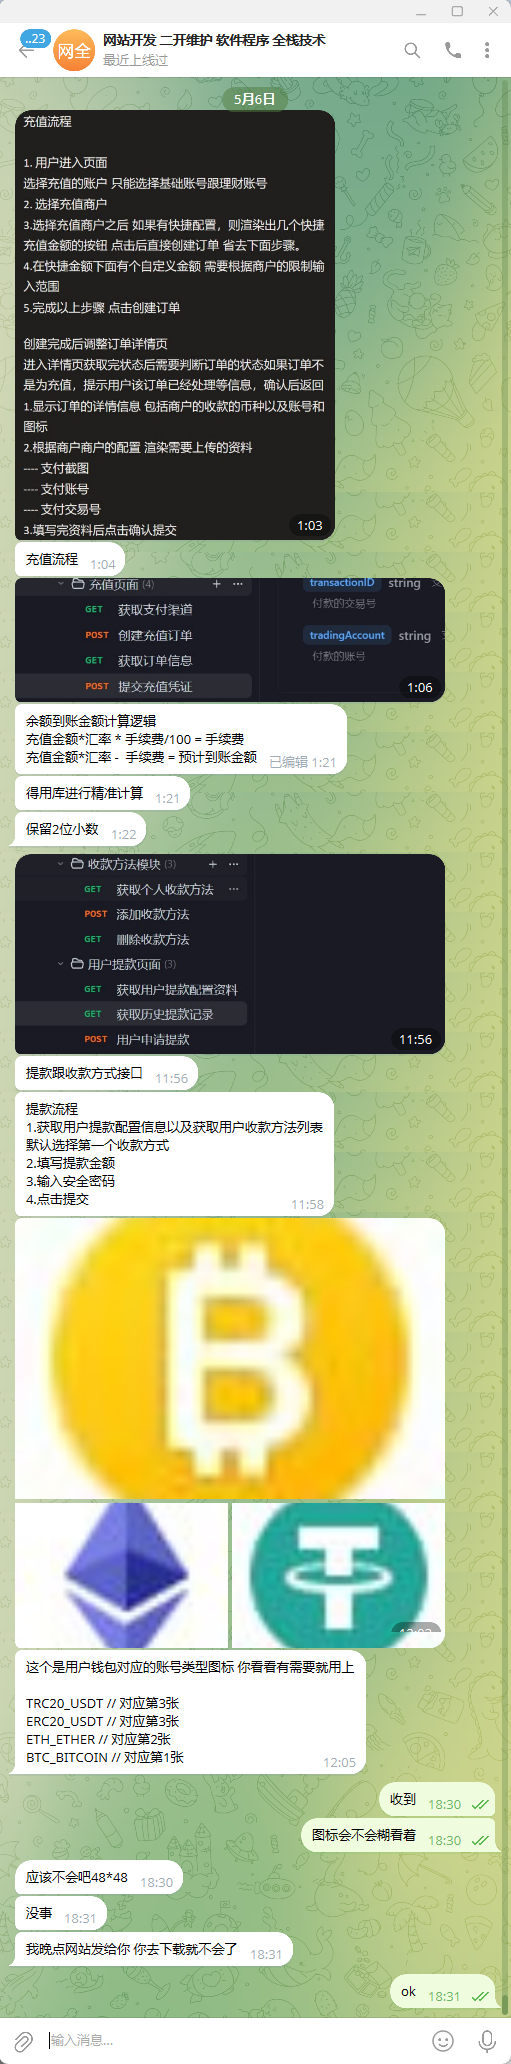 ..23
网全
网站开发 二开维护 软件程序 全栈技术
最近上线过
5月6日
充值流程
1. 用户进入页面
选择充值的账户 只能选择基础账号跟理财账号
2. 选择充值商户
3.选择充值商户之后 如果有快捷配置，则渲染出几个快捷
充值金额的按钮 点击后直接创建订单 省去下面步骤。
4.在快捷金额下面有个自定义金额 需要根据商户的限制输
入范围
5.完成以上步骤 点击创建订单
创建完成后调整订单详情页
进入详情页获取完状态后需要判断订单的状态如果订单不
是为充值，提示用户该订单已经处理等信息，确认后返回
1.显示订单的详情信息 包括商户的收款的币种以及账号和
图标
2.根据商户商户的配置 渲染需要上传的资料
---- 支付截图
---- 支付账号
---- 支付交易号
3.填写完资料后点击确认提交
1:03
充值流程 1:04
充值页面 (4)
GET 获取支付渠道
POST 创建充值订单
GET 获取订单信息
POST 提交充值凭证
transactionID string
付款的交易号
tradingAccount string
付款的账号
1:06
余额到账金额计算逻辑
充值金额*汇率 * 手续费/100 = 手续费
充值金额*汇率 - 手续费 = 预计到账金额 已编辑 1:21
得用库进行精准计算 1:21
保留2位小数 1:22
收款方法模块 (3)
GET 获取个人收款方法
POST 添加收款方法
GET 删除收款方法
用户提款页面 (3)
GET 获取用户提款配置资料
GET 获取历史提款记录
POST 用户申请提款
11:56
提款跟收款方式接口 11:56
提款流程
1.获取用户提款配置信息以及获取用户收款方法列表
默认选择第一个收款方式
2.填写提款金额
3.输入安全密码
4.点击提交
11:58
这个是用户钱包对应的账号类型图标 你看看有需要就用上
TRC20_USDT // 对应第3张
ERC20_USDT // 对应第3张
ETH_ETHER // 对应第2张
BTC_BITCOIN // 对应第1张
12:05
收到 18:30
图标会不会糊看着 18:30
应该不会吧48*48 18:30
没事 18:31
我晚点网站发给你 你去下载就不会了 18:31
ok 18:31
输入消息...